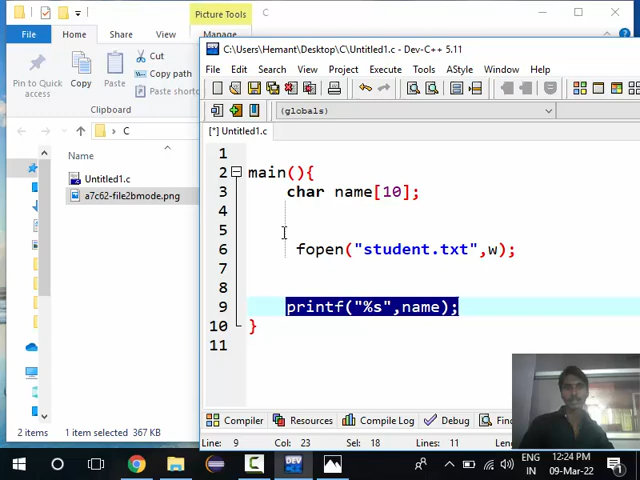 Picture Tools
C
File
Home
Share
View
Manage
Pin to Quick
access
Copy
Paste
Cut
Copy path
Paste shortcut
Clipboard
C
Name
Untitled1.c
a7c62-file2bmode.png
2 items
1 item selected 367 KB
C:\Users\Hemant\Desktop\C\Untitled1.c - Dev-C++ 5.11
File Edit Search View Project Execute Tools AStyle Window Help
(globals)
[*] Untitled1.c
1
2 main(){
3 char name[10];
4
5
6 fopen("student.txt",w);
7
8
9 printf("%s",name);
10 }
11
Compiler Resources Compile Log Debug
Line: 9 Col: 23 Sel: 18 Lines: 11
ENG
IN
12:24 PM
09-Mar-22
1